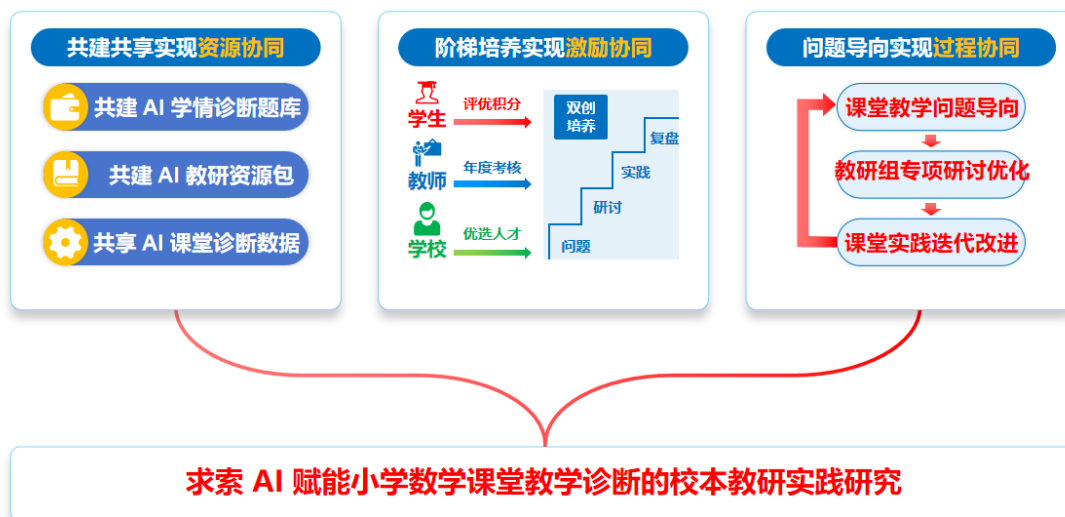 共建共享实现资源协同
共建 AI 学情诊断题库
共建 AI 教研资源包
共享 AI 课堂诊断数据
阶梯培养实现激励协同
学生
评优积分
教师
年度考核
学校
优选人才
双创
培养
复盘
实践
研讨
问题
问题导向实现过程协同
课堂教学问题导向
教研组专项研讨优化
课堂实践迭代改进
求索 AI 赋能小学数学课堂教学诊断的校本教研实践研究